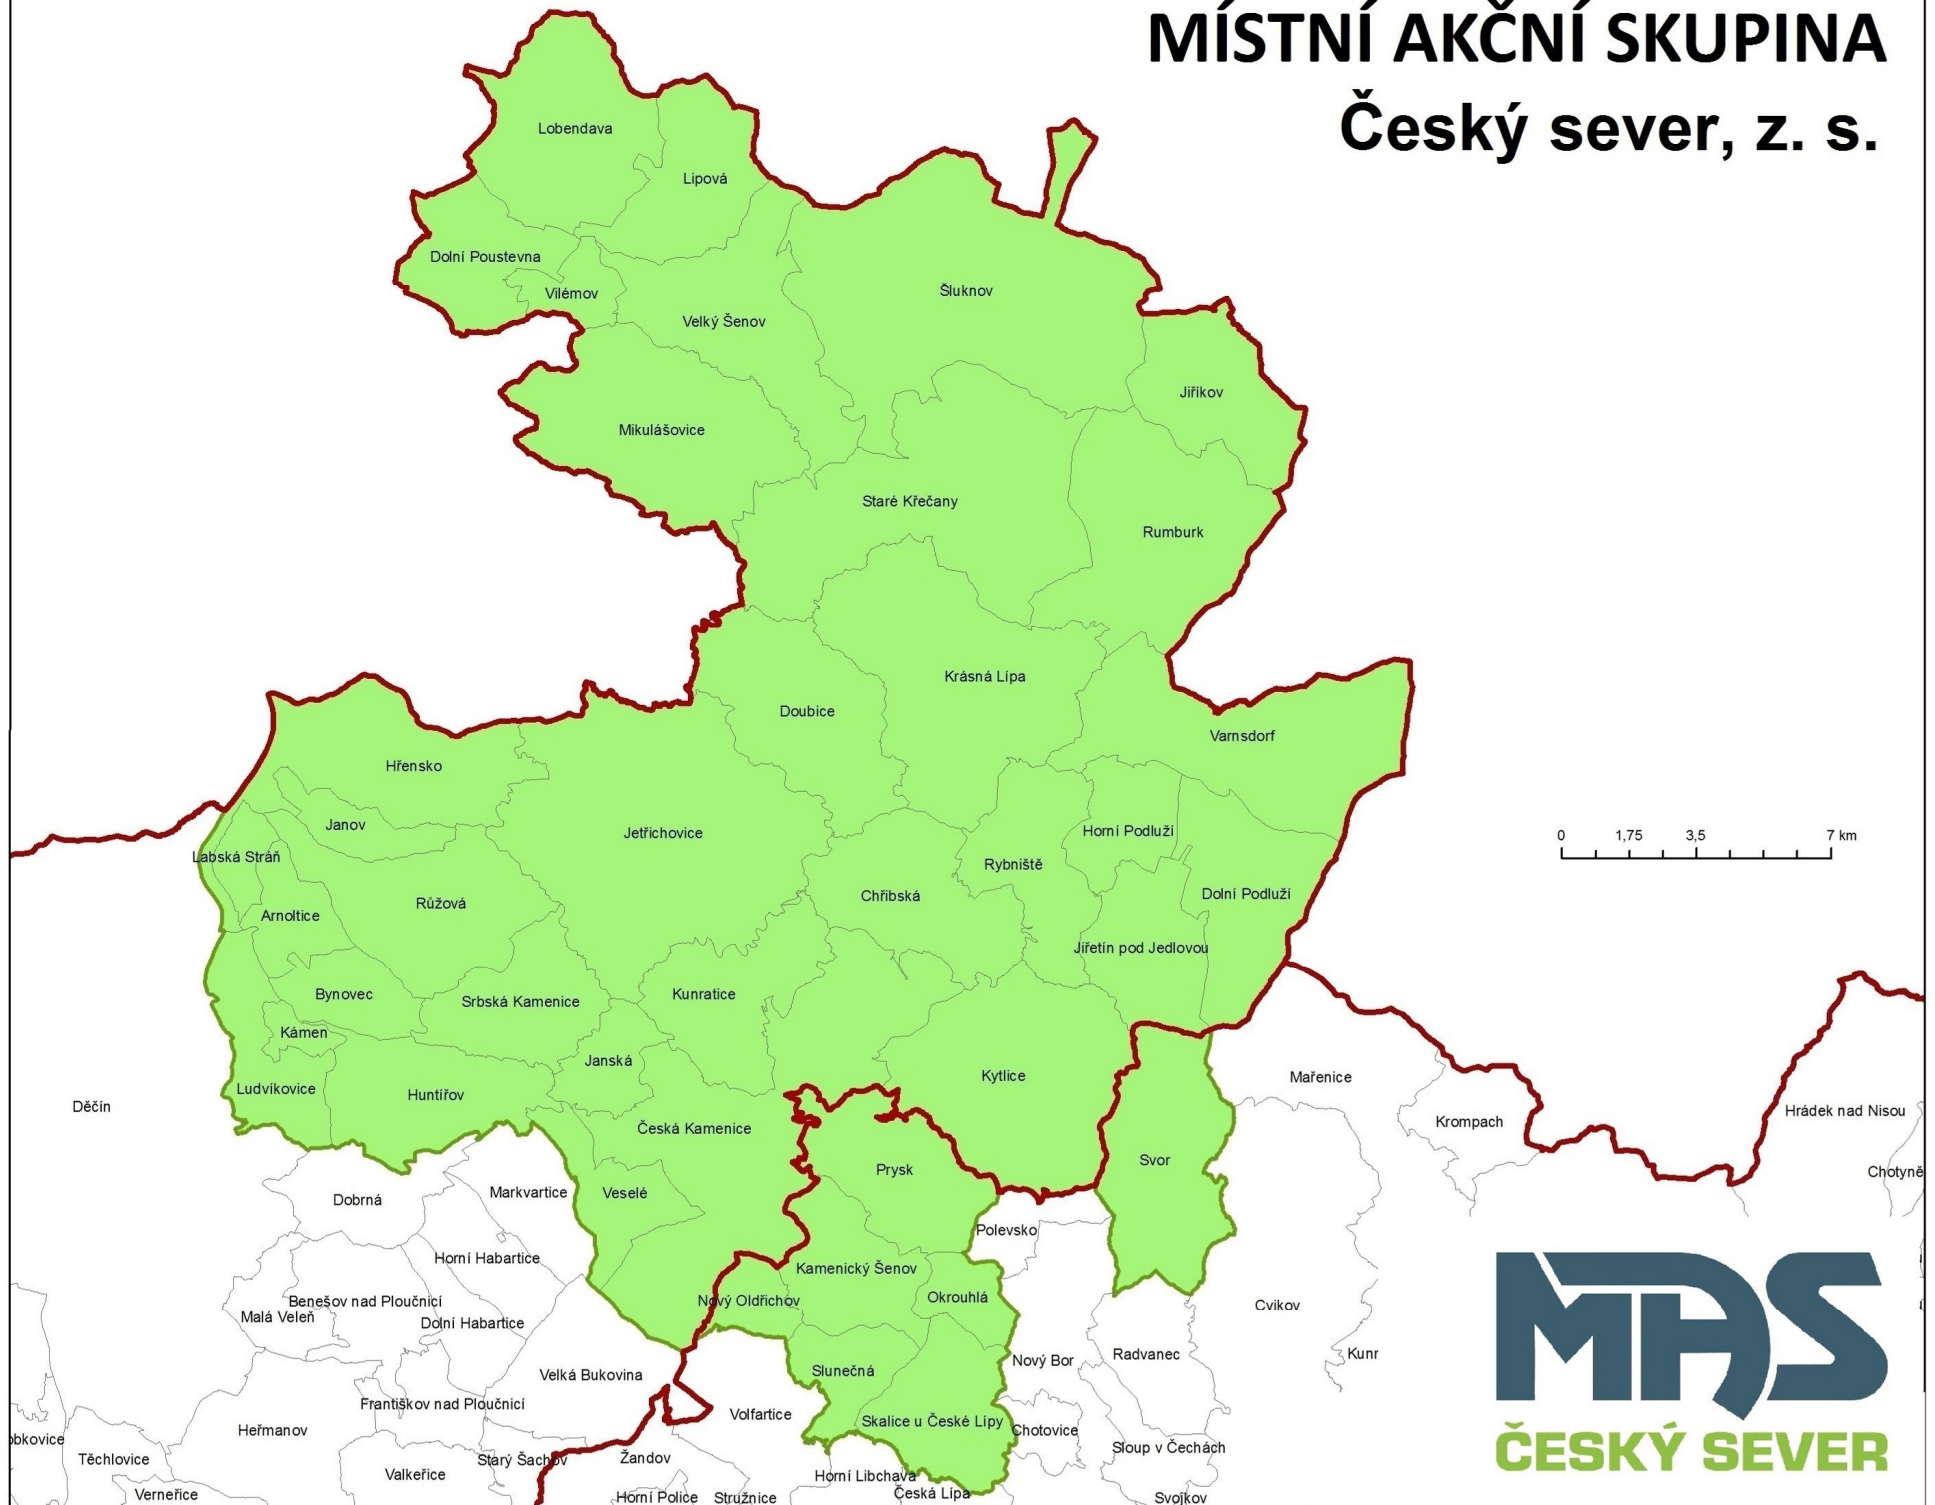 MÍSTNÍ AKČNÍ SKUPINA
Český sever, z. s.
Lobendava
Lipová
Dolní Poustevna
Vilémov
Šluknov
Velký Šenov
Jiříkov
Mikulášovice
Staré Křečany
Rumburk
Krásná Lípa
Doubice
Varnsdorf
Hřensko
Janov
Jetřichovice
Horní Podluží
0 1,75 3,5 7 km
Labská Stráň
Rybniště
Růžová
Chřibská
Dolní Podluží
Arnoltice
Jiřetín pod Jedlovou
Bynovec
Srbská Kamenice
Kunratice
Kámen
Janská
Kytlice
Mařenice
Ludvíkovice
Huntířov
Děčín
Hrádek nad Nisou
Krompach
Česká Kamenice
Svor
Prysk
Chotyně
Dobrná
Markvartice
Veselé
Polevsko
Horní Habartice
Kamenický Šenov
Okrouhlá
Nový Oldřichov
Benešov nad Ploučnicí
Cvikov
Malá Veleň
Dolní Habartice
Nový Bor
Radvanec
Kunr
Slunečná
Velká Bukovina
Františkov nad Ploučnicí
Volfartice
Skalice u České Lípy
Heřmanov
Chotovice
obkovice
Sloup v Čechách
Těchlovice
Starý Šachov
Žandov
Valkeřice
Horní Libchava
Česká Lípa
Verneřice
Horní Police
Stružnice
Svojkov
MAS
ČESKÝ SEVER